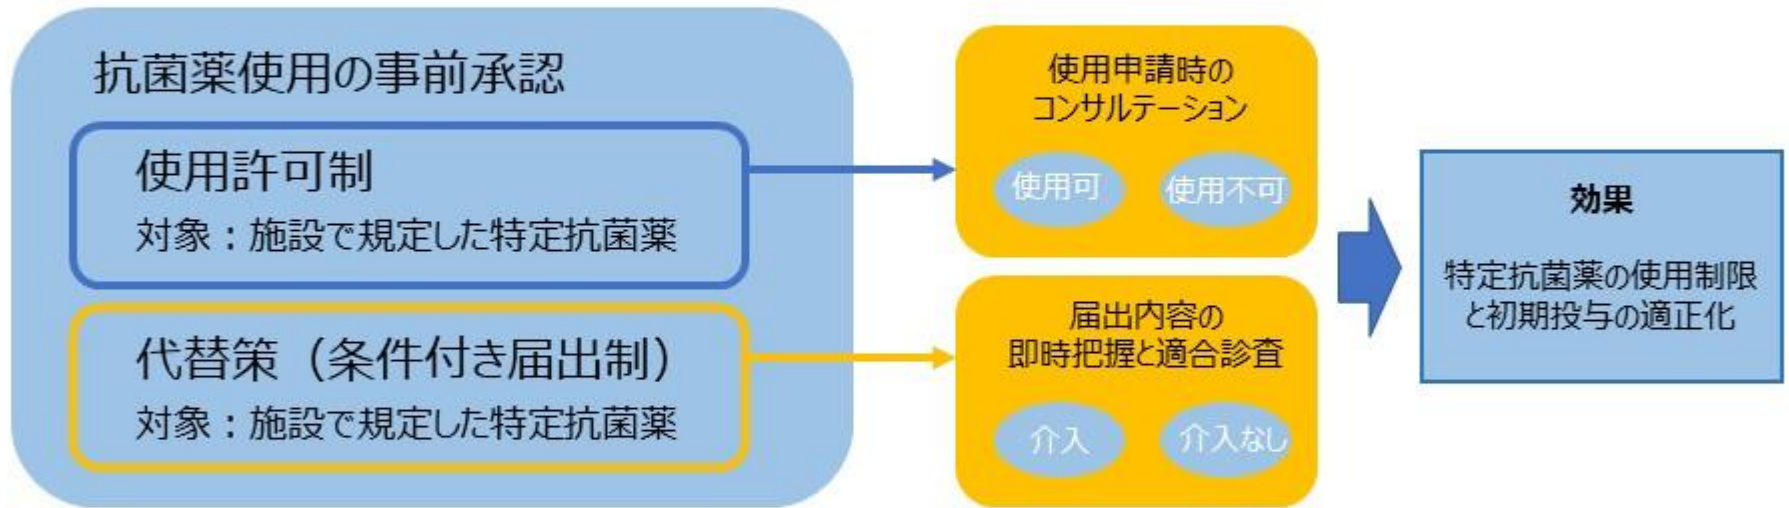 抗菌薬使用の事前承認
使用許可制
対象：施設で規定した特定抗菌薬
代替策（条件付き届出制）
対象：施設で規定した特定抗菌薬
使用申請時の
コンサルテーション
使用可
使用不可
届出内容の
即時把握と適合診査
介入
介入なし
効果
特定抗菌薬の使用制限
と初期投与の適正化